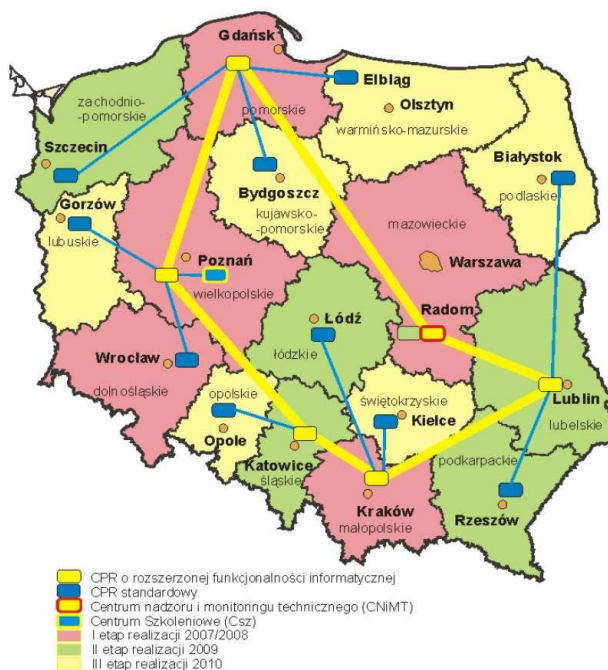 Gdańsk
Elbląg
zachodnio-
pomorskie
pomorskie
Olsztyn
warmińsko-mazurskie
Szczecin
Białystok
Bydgoszcz
podlaskie
Gorzów
kujawsko-
pomorskie
lubuskie
mazowieckie
Poznań
Warszawa
wielkopolskie
Radom
Łódź
Wrocław
łódzkie
dolnośląskie
opolskie
świętokrzyskie
Lublin
Opole
Kielce
lubelskie
Katowice
śląskie
podkarpackie
Kraków
Rzeszów
małopolskie
CPR o rozszerzonej funkcjonalności informatycznej
CPR standardowy
Centrum nadzoru i monitoringu technicznego (CNiMT)
Centrum Szkoleniowe (Csz)
I etap realizacji 2007/2008
II etap realizacji 2009
III etap realizacji 2010